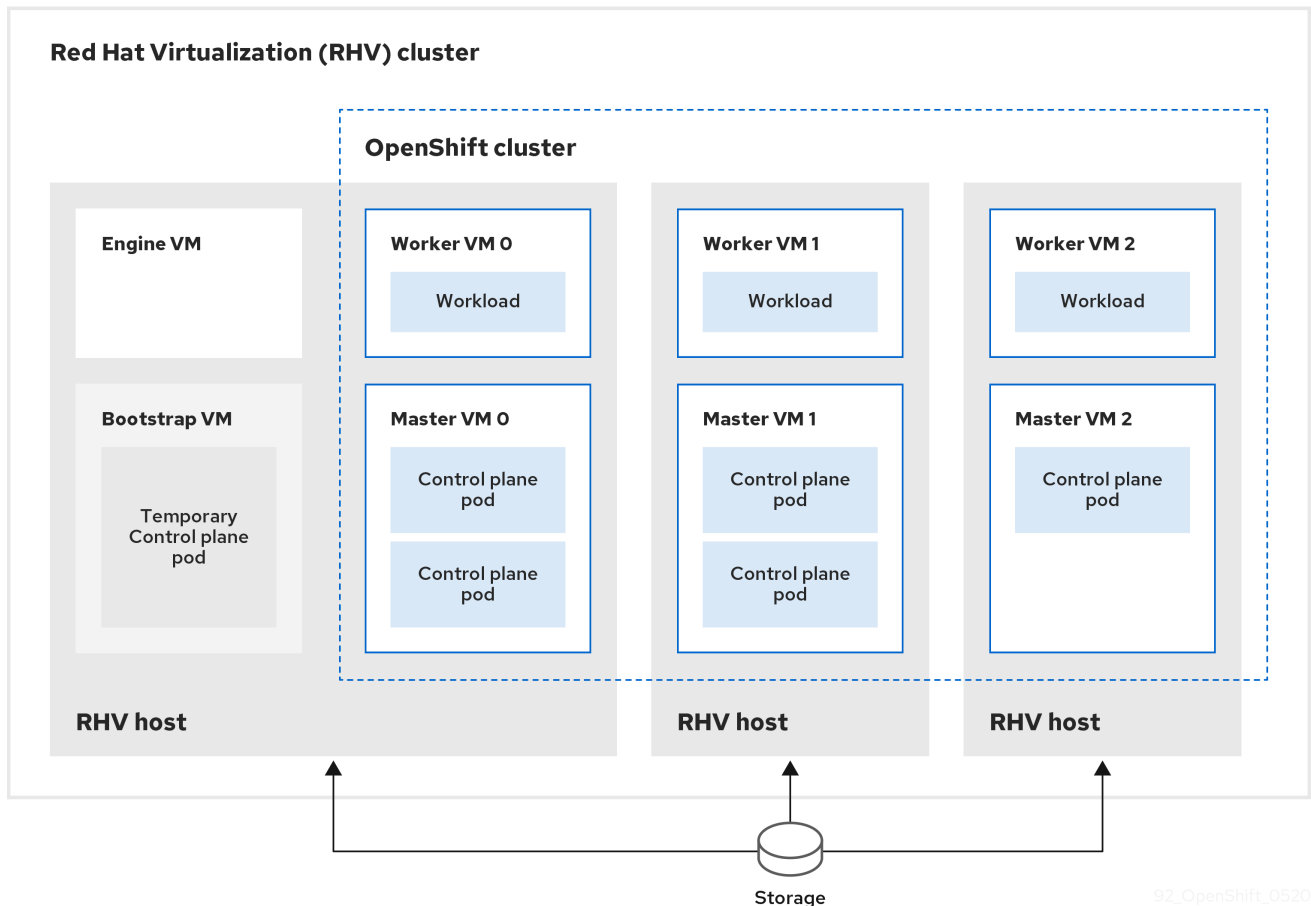 Red Hat Virtualization (RHV) cluster
OpenShift cluster
Engine VM
Worker VM 0
Workload
Worker VM 1
Workload
Worker VM 2
Workload
Bootstrap VM
Temporary
Control plane
pod
Master VM 0
Control plane
pod
Control plane
pod
Master VM 1
Control plane
pod
Control plane
pod
Master VM 2
Control plane
pod
RHV host
RHV host
RHV host
Storage
92_OpenShift_0520